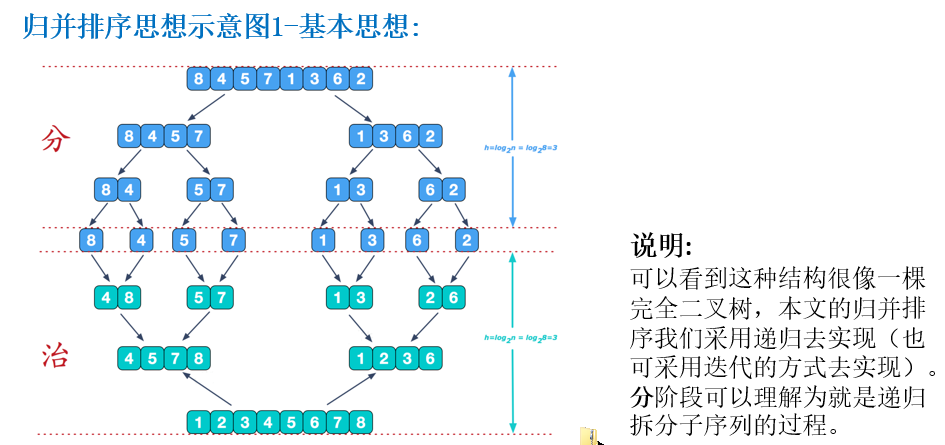 归并排序思想示意图1-基本思想:
8 4 5 7 1 3 6 2
分
8 4 5 7 1 3 6 2
h=log2n = log28=3
8 4 5 7 1 3 6 2
8 4 5 7 1 3 6 2
4 8 5 7 1 3 2 6
h=log2n = log28=3
治
4 5 7 8 1 2 3 6
1 2 3 4 5 6 7 8
说明:
可以看到这种结构很像一棵
完全二叉树，本文的归并排
序我们采用递归去实现（也
可采用迭代的方式去实现）。
分阶段可以理解为就是递归
拆分子序列的过程。